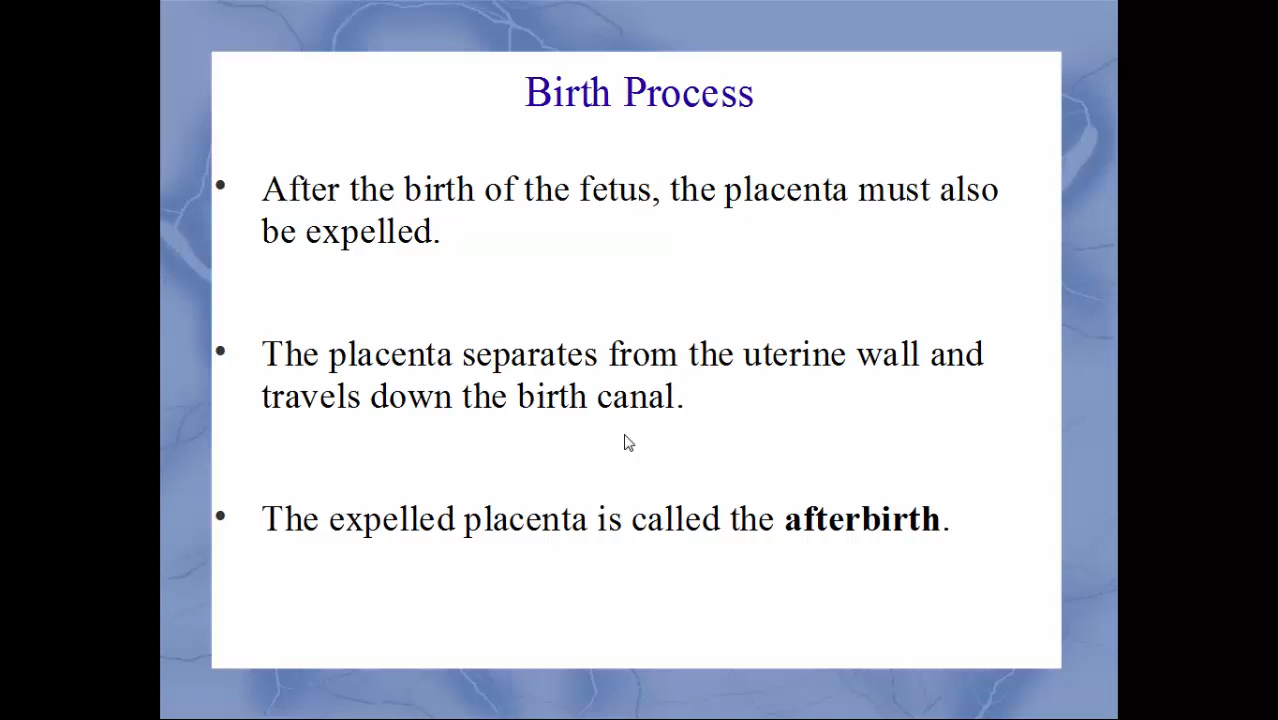 Birth Process
• After the birth of the fetus, the placenta must also
be expelled.
• The placenta separates from the uterine wall and
travels down the birth canal.
• The expelled placenta is called the afterbirth.